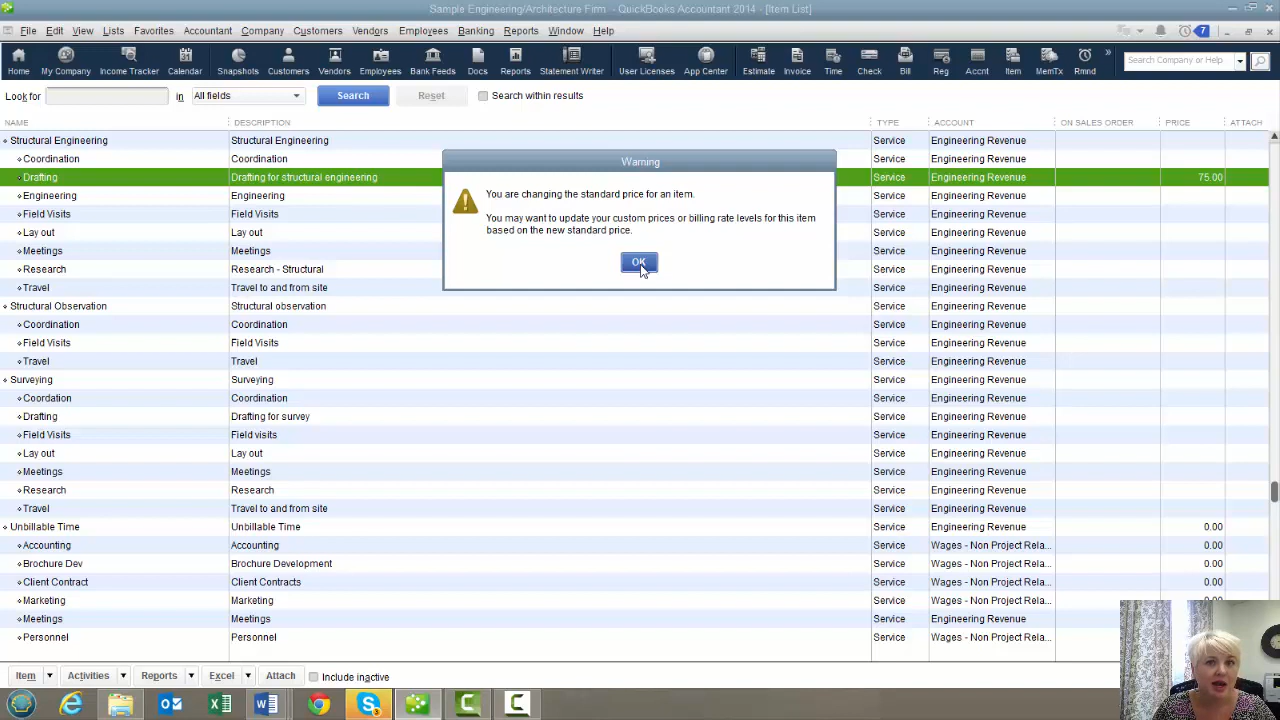 Sample Engineering/Architecture Firm - QuickBooks Accountant 2014 - [Item List]
File Edit View Lists Favorites Accountant Company Customers Vendors Employees Banking Reports Window Help 7
Home My Company Income Tracker Calendar Snapshots Customers Vendors Employees Bank Feeds Docs Reports Statement Writer User Licenses App Center Estimate Invoice Time Check Bill Reg Accnt Item MemTx Rmnd » Search Company or Help
Look for in All fields Search Reset Search within results
NAME DESCRIPTION TYPE ACCOUNT ON SALES ORDER PRICE ATTACH
Structural Engineering Structural Engineering Service Engineering Revenue
Coordination Coordination Service Engineering Revenue
Drafting Drafting for structural engineering Service Engineering Revenue 75.00
Engineering Engineering Service Engineering Revenue
Field Visits Field Visits Service Engineering Revenue
Lay out Lay out Service Engineering Revenue
Meetings Meetings Service Engineering Revenue
Research Research - Structural Service Engineering Revenue
Travel Travel to and from site Service Engineering Revenue
Structural Observation Structural observation Service Engineering Revenue
Coordination Coordination Service Engineering Revenue
Field Visits Field Visits Service Engineering Revenue
Travel Travel Service Engineering Revenue
Surveying Surveying Service Engineering Revenue
Coordation Coordination Service Engineering Revenue
Drafting Drafting for survey Service Engineering Revenue
Field Visits Field visits Service Engineering Revenue
Lay out Lay out Service Engineering Revenue
Meetings Meetings Service Engineering Revenue
Research Research Service Engineering Revenue
Travel Travel to and from site Service Engineering Revenue
Unbillable Time Unbillable Time Service Engineering Revenue 0.00
Accounting Accounting Service Wages - Non Project Rela... 0.00
Brochure Dev Brochure Development Service Wages - Non Project Rela... 0.00
Client Contract Client Contracts Service Wages - Non Project Rela... 0.00
Marketing Marketing Service Wages - Non Project Rela... 0.00
Meetings Meetings Service Engineering Revenue
Personnel Personnel Service Wages - Non Project Rela...
Warning
You are changing the standard price for an item.
You may want to update your custom prices or billing rate levels for this item
based on the new standard price.
OK
Item Activities Reports Excel Attach Include inactive